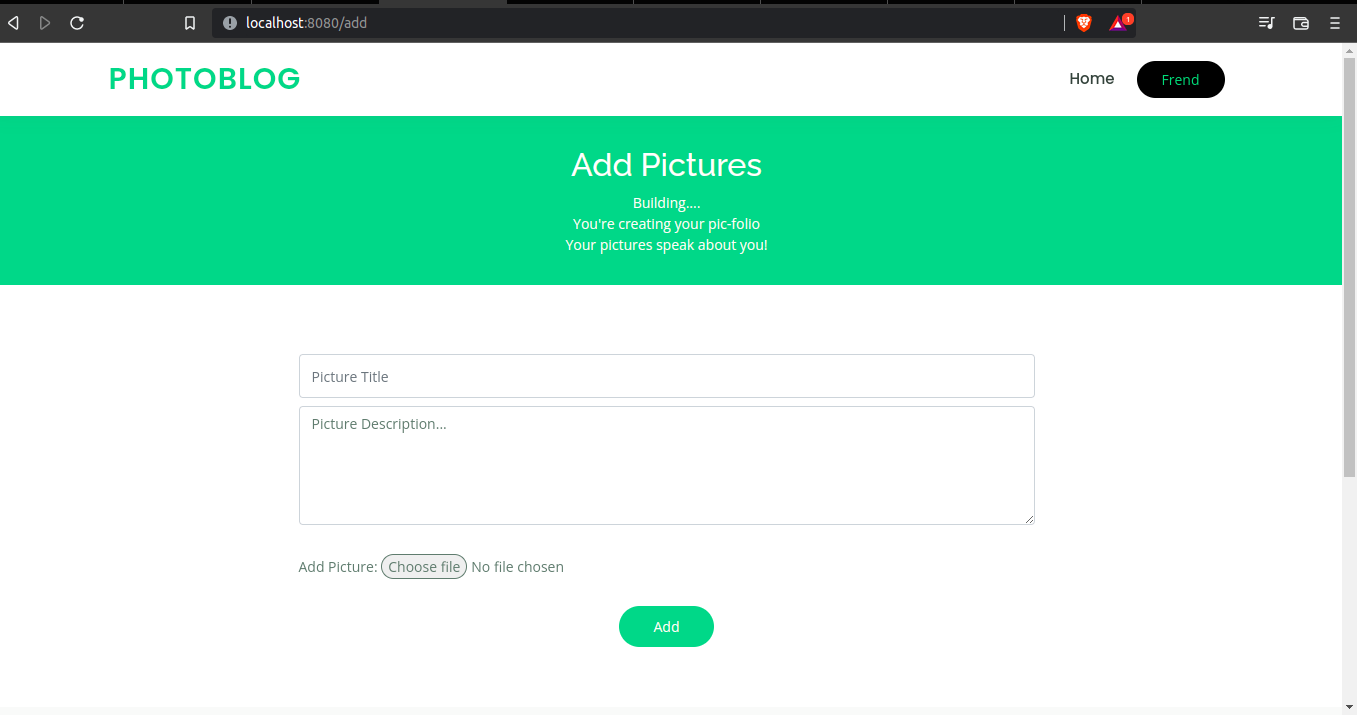 localhost:8080/add
1
PHOTOBLOG
Home
Frend
Add Pictures
Building....
You're creating your pic-folio
Your pictures speak about you!
Picture Title
Picture Description...
Add Picture: Choose file No file chosen
Add